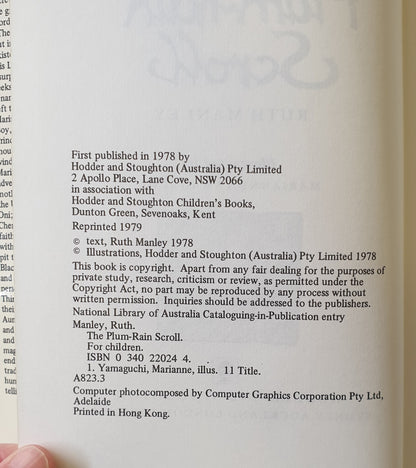 First published in 1978 by
Hodder and Stoughton (Australia) Pty Limited
2 Apollo Place, Lane Cove, NSW 2066
in association with
Hodder and Stoughton Children's Books,
Dunton Green, Sevenoaks, Kent
Reprinted 1979
© text, Ruth Manley 1978
© Illustrations, Hodder and Stoughton (Australia) Pty Limited 1978
This book is copyright. Apart from any fair dealing for the purposes of
private study, research, criticism or review, as permitted under the
Copyright Act, no part may be reproduced by any process without
written permission. Inquiries should be addressed to the publishers.
National Library of Australia Cataloguing-in-Publication entry
Manley, Ruth.
The Plum-Rain Scroll.
For children.
ISBN 0 340 22024 4.
1. Yamaguchi, Marianne, illus. 11 Title.
A823.3
Computer photocomposed by Computer Graphics Corporation Pty Ltd,
Adelaide
Printed in Hong Kong.